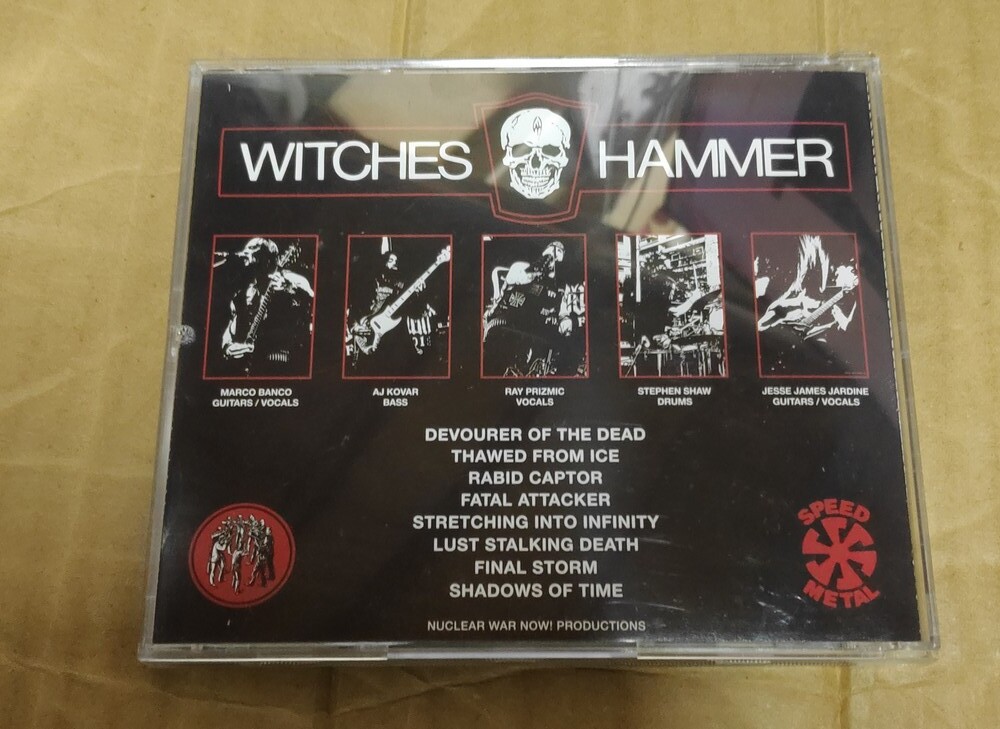 WITCHES HAMMER
MARCO BANCO
GUITARS / VOCALS
AJ KOVAR
BASS
RAY PRIZMIC
VOCALS
STEPHEN SHAW
DRUMS
JESSE JAMES JARDINE
GUITARS / VOCALS
DEVOURER OF THE DEAD
THAWED FROM ICE
RABID CAPTOR
FATAL ATTACKER
STRETCHING INTO INFINITY
LUST STALKING DEATH
FINAL STORM
SHADOWS OF TIME
SPEED
METAL
NUCLEAR WAR NOW! PRODUCTIONS